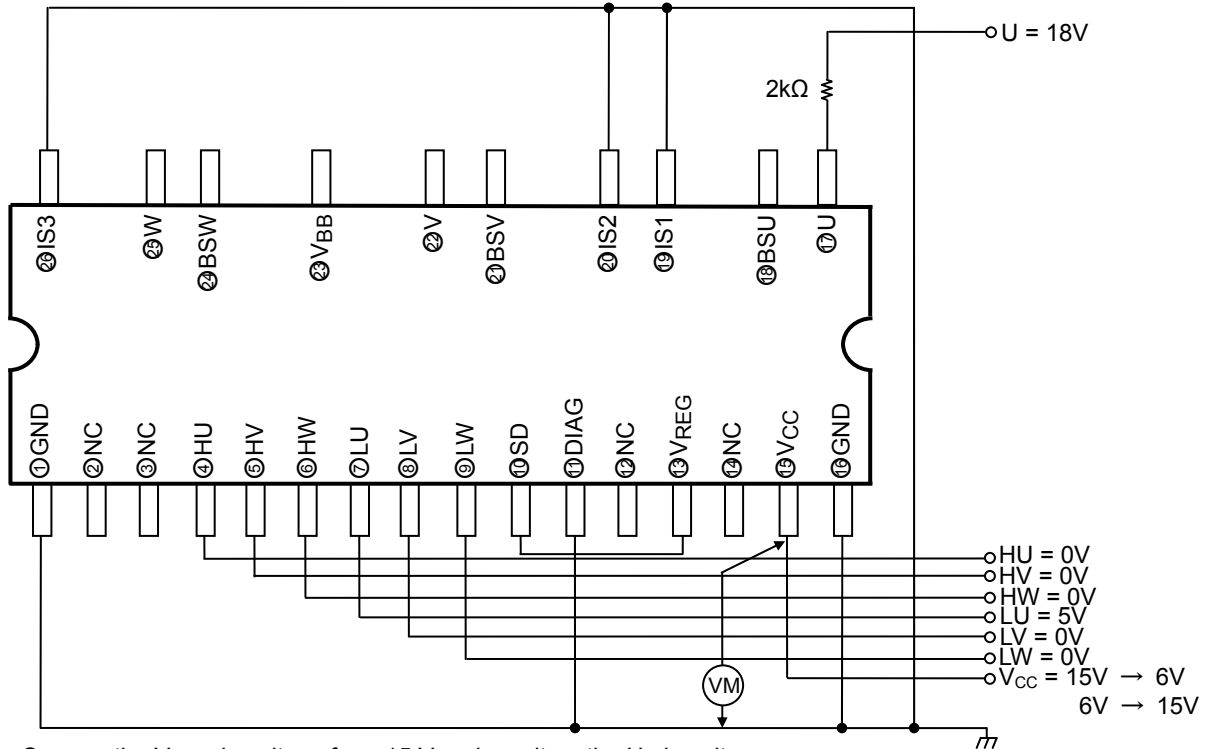 U = 18V
2kΩ
㉖IS3
㉕W
㉔BSW
㉓VBB
㉒V
㉑BSV
⑳IS2
⑲IS1
⑱BSU
⑰U
①GND
②NC
③NC
④HU
⑤HV
⑥HW
⑦LU
⑧LV
⑨LW
⑩SD
⑪DIAG
⑫NC
⑬VREG
⑭NC
⑮VCC
⑯GND
HU = 0V
HV = 0V
HW = 0V
LU = 5V
LV = 0V
LW = 0V
VM
VCC = 15V → 6V
6V → 15V